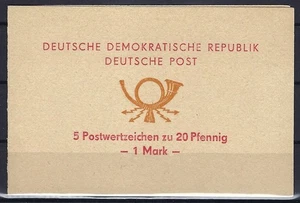 DEUTSCHE DEMOKRATISCHE REPUBLIK
DEUTSCHE POST
5 Postwertzeichen zu 20 Pfennig
— 1 Mark —